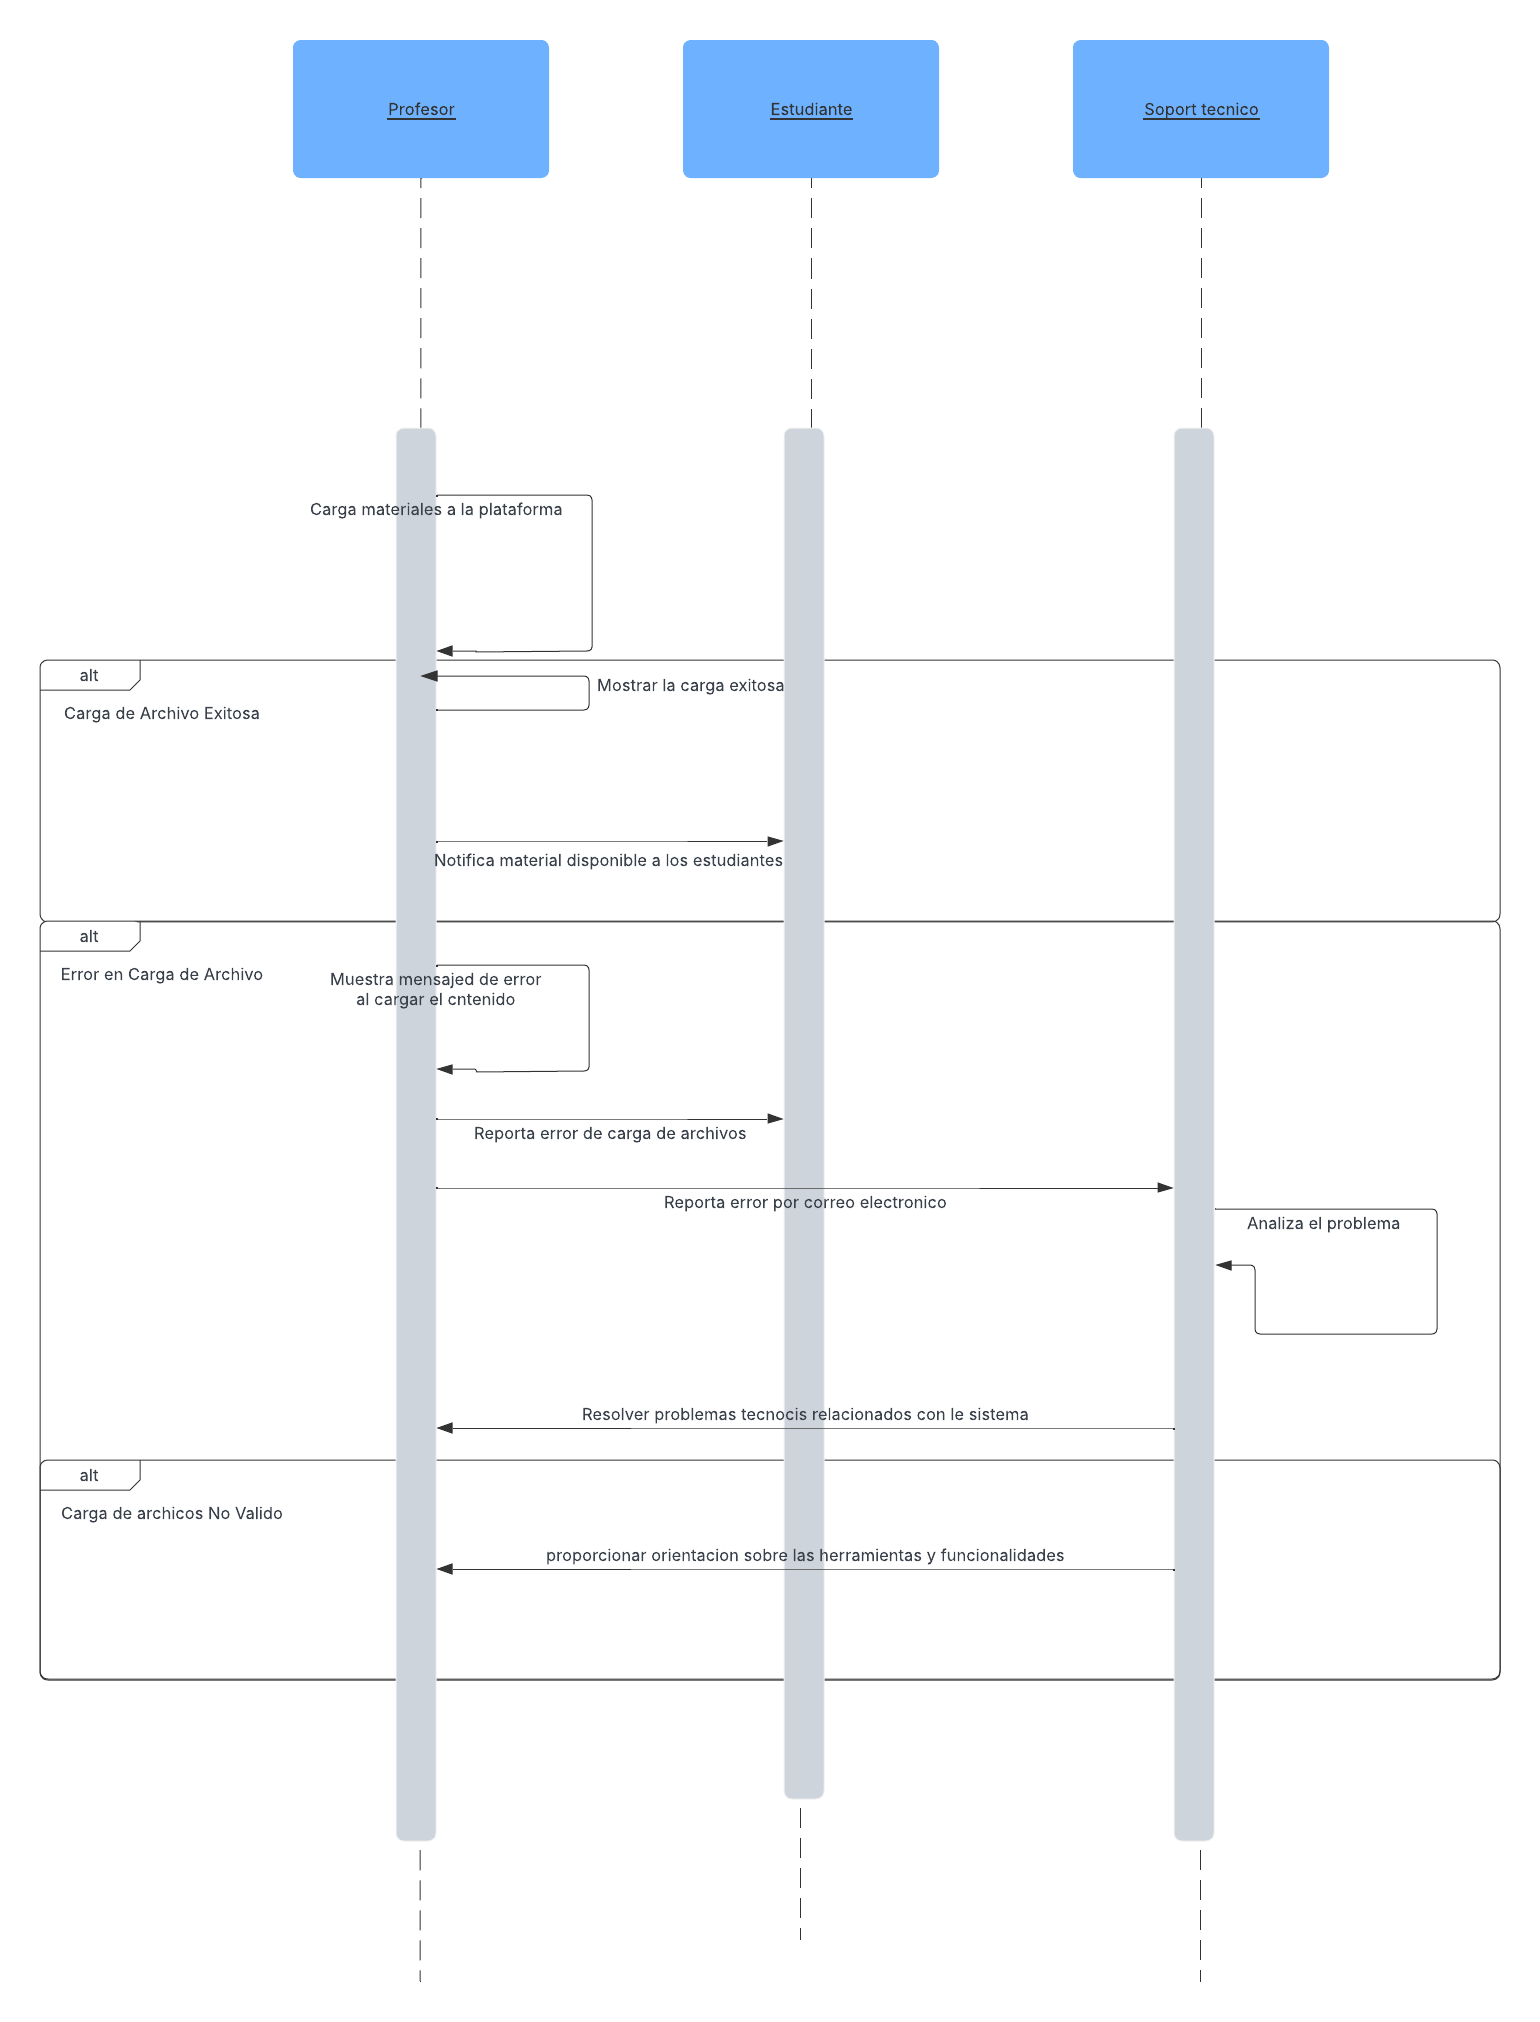 Profesor
Estudiante
Soport tecnico
Carga materiales a la plataforma
alt
Mostrar la carga exitosa
Carga de Archivo Exitosa
Notifica material disponible a los estudiantes
alt
Error en Carga de Archivo
Muestra mensajed de error
al cargar el cntenido
Reporta error de carga de archivos
Reporta error por correo electronico
Analiza el problema
Resolver problemas tecnocis relacionados con le sistema
alt
Carga de archicos No Valido
proporcionar orientacion sobre las herramientas y funcionalidades